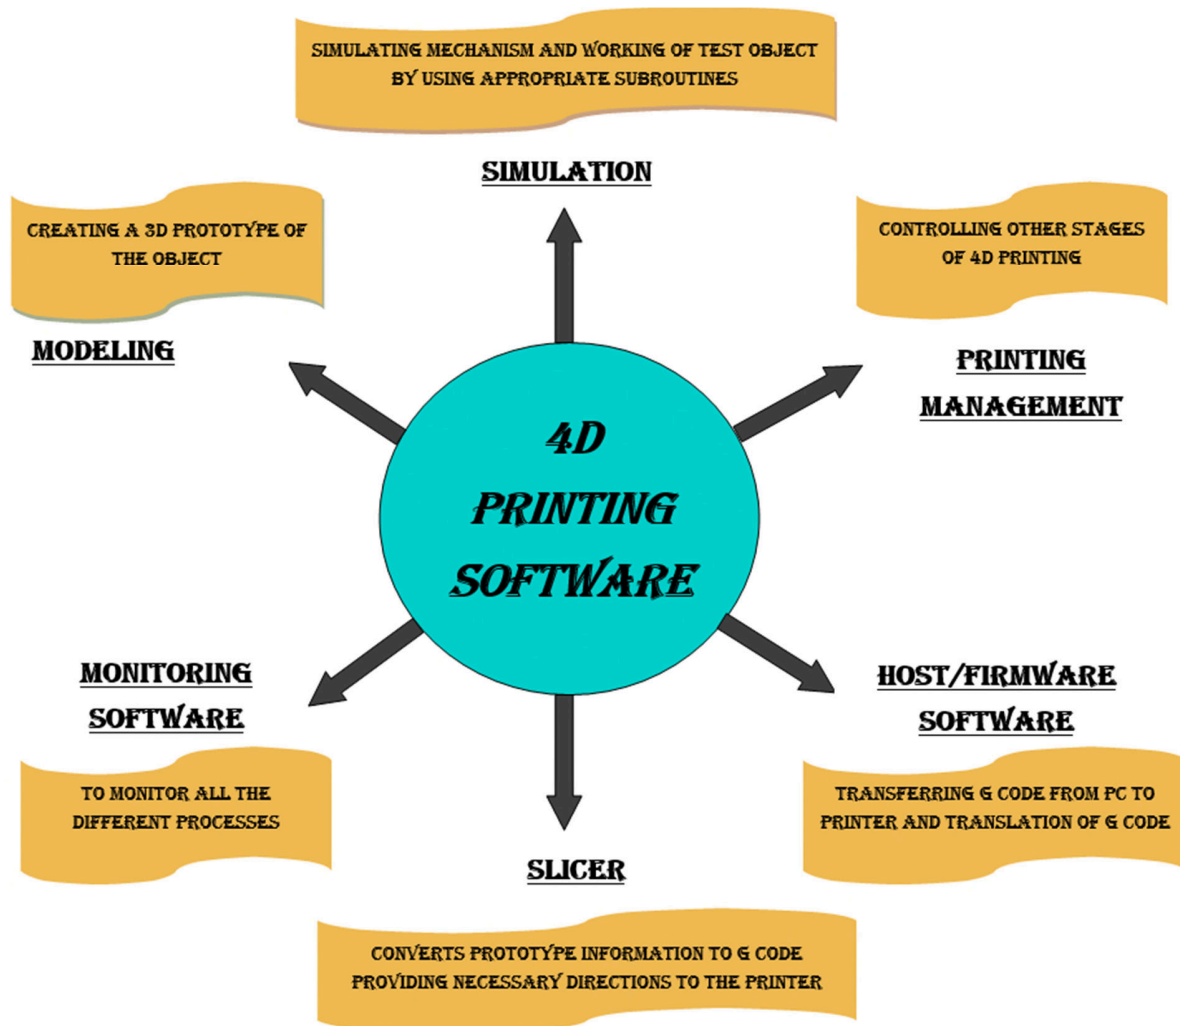 SIMULATING MECHANISM AND WORKING OF TEST OBJECT
BY USING APPROPRIATE SUBROUTINES
SIMULATION
CREATING A 3D PROTOTYPE OF
THE OBJECT
MODELING
CONTROLLING OTHER STAGES
OF 4D PRINTING
PRINTING
MANAGEMENT
4D
PRINTING
SOFTWARE
MONITORING
SOFTWARE
TO MONITOR ALL THE
DIFFERENT PROCESSES
HOST/FIRMWARE
SOFTWARE
TRANSFERRING G CODE FROM PC TO
PRINTER AND TRANSLATION OF G CODE
SLICER
CONVERTS PROTOTYPE INFORMATION TO G CODE
PROVIDING NECESSARY DIRECTIONS TO THE PRINTER